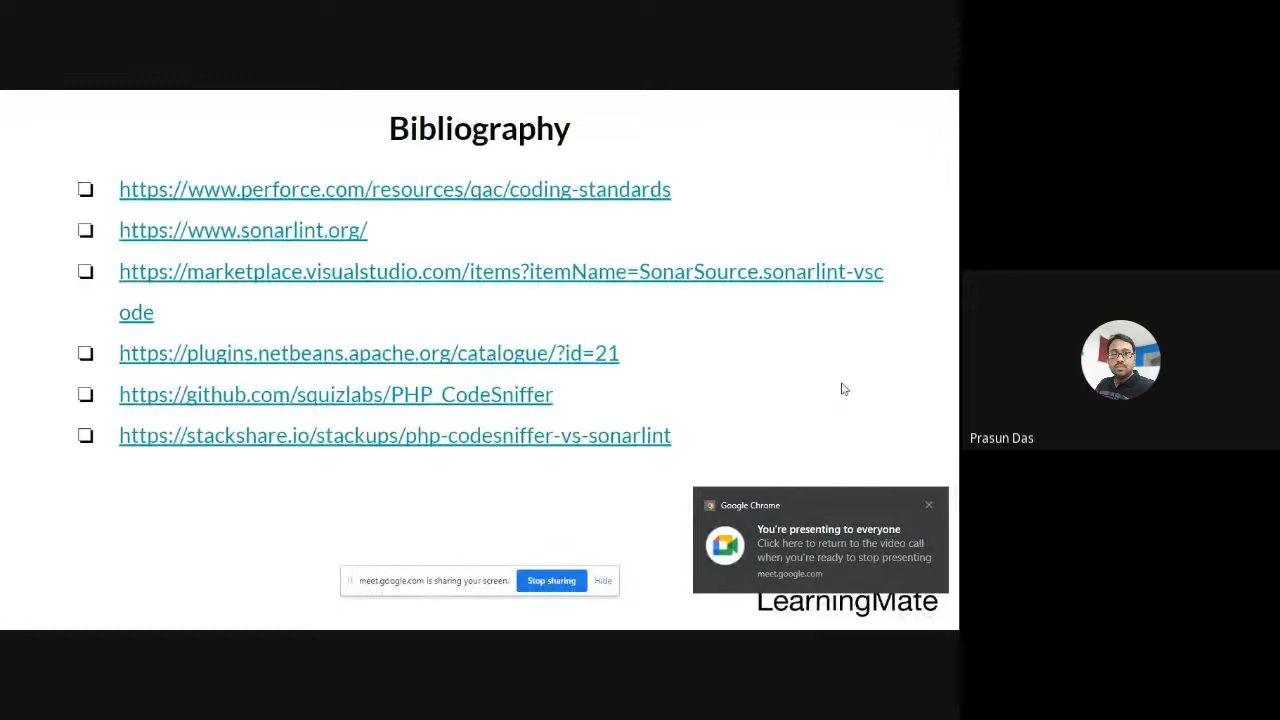 Bibliography
https://www.perforce.com/resources/qac/coding-standards
https://www.sonarlint.org/
https://marketplace.visualstudio.com/items?itemName=SonarSource.sonarlint-vsc
ode
https://plugins.netbeans.apache.org/catalogue/?id=21
https://github.com/squizlabs/PHP_CodeSniffer
https://stackshare.io/stackups/php-codesniffer-vs-sonarlint
Prasun Das
Google Chrome
You're presenting to everyone
Click here to return to the video call
when you're ready to stop presenting
meet.google.com
meet.google.com is sharing your screen.
Stop sharing
Hide
LearningMate